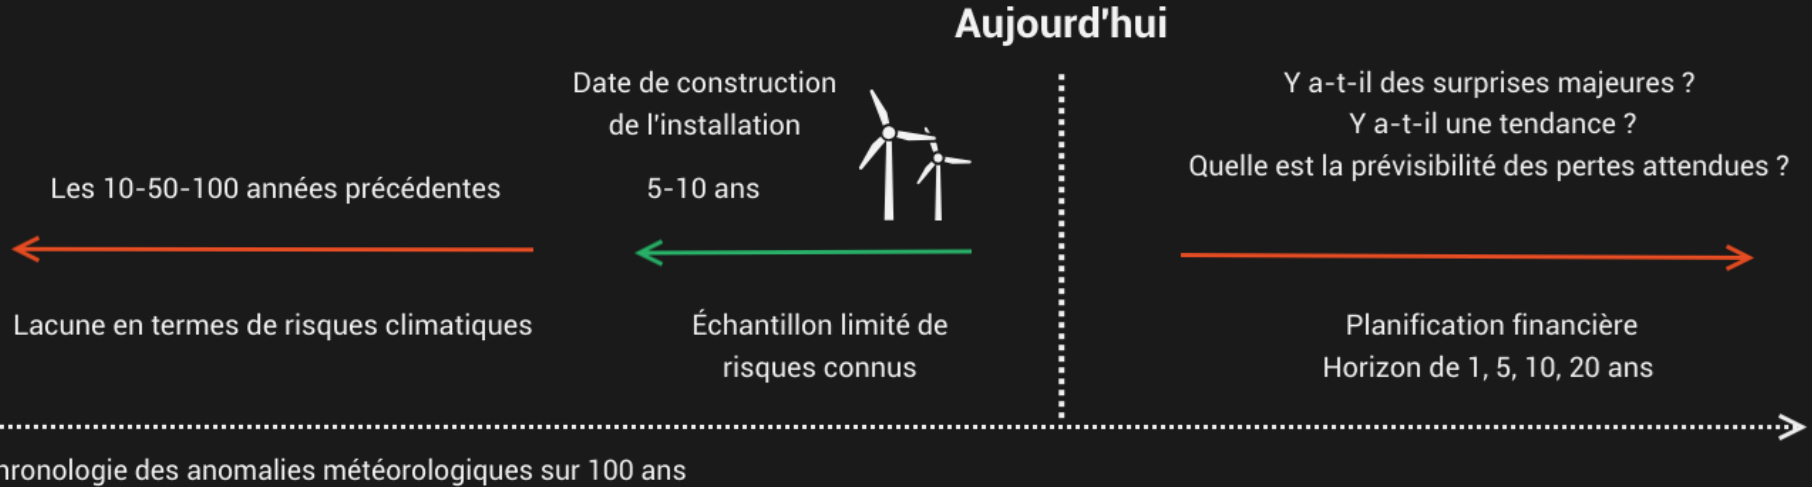 Aujourd'hui
Date de construction
de l'installation
5-10 ans
Les 10-50-100 années précédentes
Y a-t-il des surprises majeures ?
Y a-t-il une tendance ?
Quelle est la prévisibilité des pertes attendues ?
Lacune en termes de risques climatiques
Échantillon limité de
risques connus
Planification financière
Horizon de 1, 5, 10, 20 ans
hronologie des anomalies météorologiques sur 100 ans